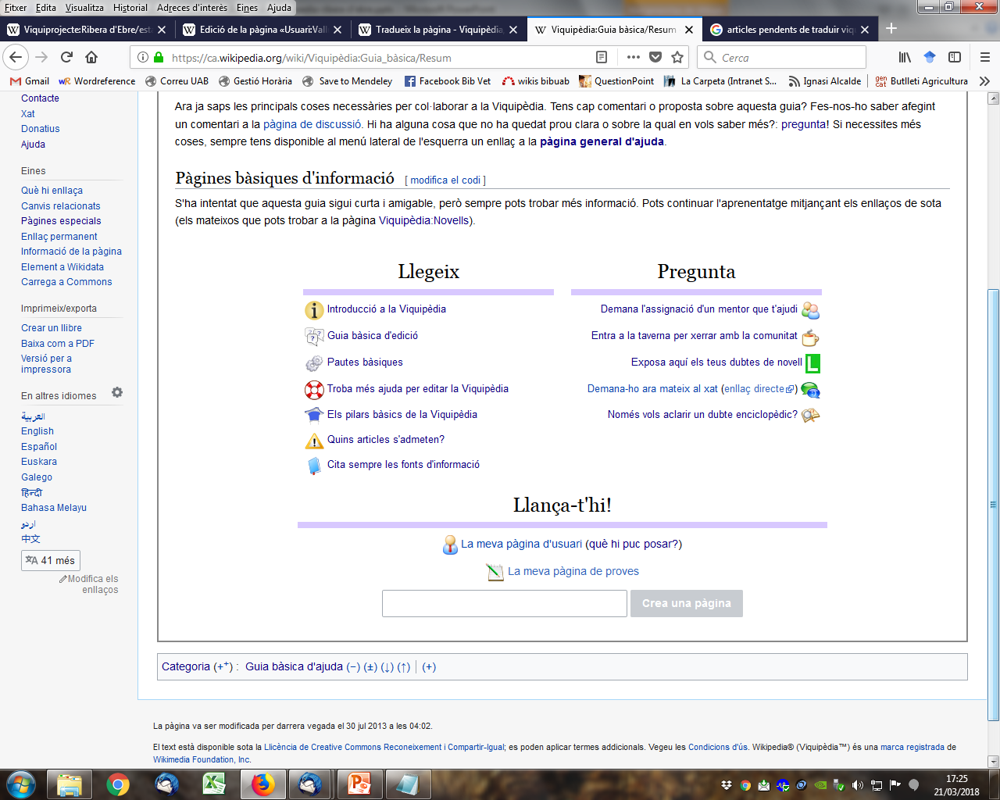 Fitxer Edita Visualitza Historial Adreces d'interès Eines Ajuda
Viquiprojecte:Ribera d'Ebre/est
Edició de la pàgina «Usuari:Vall
Tradueix la pàgina - Viquipèdia
Viquipèdia:Guia bàsica/Resum
articles pendents de traduir viq
https://ca.wikipedia.org/wiki/Viquipèdia:Guia_bàsica/Resum
Cerca
Gmail Wordreference Correu UAB Gestió Horària Save to Mendeley Facebook Bib Vet wikis bibuab QuestionPoint La Carpeta (Intranet S... Ignasi Alcalde Butlletí Agricultura
Contacte
Xat
Donatius
Ajuda
Eines
Què hi enllaça
Canvis relacionats
Pàgines especials
Enllaç permanent
Informació de la pàgina
Element a Wikidata
Carrega a Commons
Imprimeix/exporta
Crear un llibre
Baixa com a PDF
Versió per a
impressora
En altres idiomes
العربية
English
Español
Euskara
Galego
हिन्दी
Bahasa Melayu
اردو
中文
41 més
Modifica els
enllaços
Ara ja saps les principals coses necessàries per col·laborar a la Viquipèdia. Tens cap comentari o proposta sobre aquesta guia? Fes-nos-ho saber afegint
un comentari a la pàgina de discussió. Hi ha alguna cosa que no ha quedat prou clara o sobre la qual en vols saber més?: pregunta! Si necessites més
coses, sempre tens disponible al menú lateral de l'esquerra un enllaç a la pàgina general d'ajuda.
Pàgines bàsiques d'informació [ modifica el codi ]
S'ha intentat que aquesta guia sigui curta i amigable, però sempre pots trobar més informació. Pots continuar l'aprenentatge mitjançant els enllaços de sota
(els mateixos que pots trobar a la pàgina Viquipèdia:Novells).
Llegeix
Introducció a la Viquipèdia
Guia bàsica d'edició
Pautes bàsiques
Troba més ajuda per editar la Viquipèdia
Els pilars bàsics de la Viquipèdia
Quins articles s'admeten?
Cita sempre les fonts d'informació
Pregunta
Demana l'assignació d'un mentor que t'ajudi
Entra a la taverna per xerrar amb la comunitat
Exposa aquí els teus dubtes de novell
Demana-ho ara mateix al xat (enllaç directe)
Només vols aclarir un dubte enciclopèdic?
Llança-t'hi!
La meva pàgina d'usuari (què hi puc posar?)
La meva pàgina de proves
Crea una pàgina
Categoria (+⁺) : Guia bàsica d'ajuda (−) (±) (↓) (↑) | (+)
La pàgina va ser modificada per darrera vegada el 30 jul 2013 a les 04:02.
El text està disponible sota la Llicència de Creative Commons Reconeixement i Compartir-Igual; es poden aplicar termes addicionals. Vegeu les Condicions d'ús. Wikipedia® (Viquipèdia™) és una marca registrada de
Wikimedia Foundation, Inc.
17:25
21/03/2018